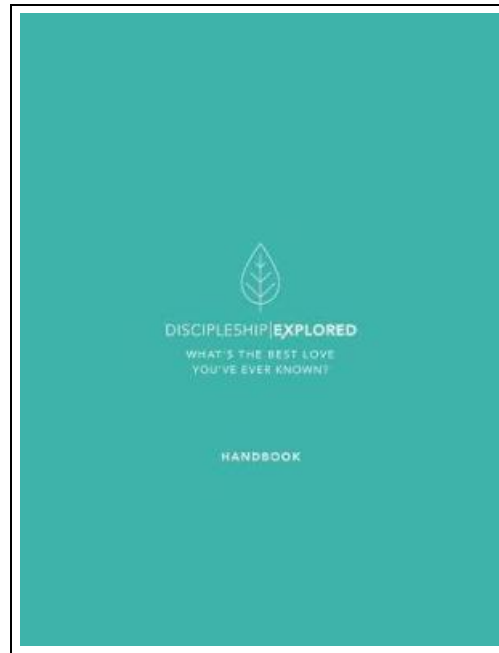 DISCIPLESHIP|EXPLORED
WHAT'S THE BEST LOVE
YOU'VE EVER KNOWN?
HANDBOOK